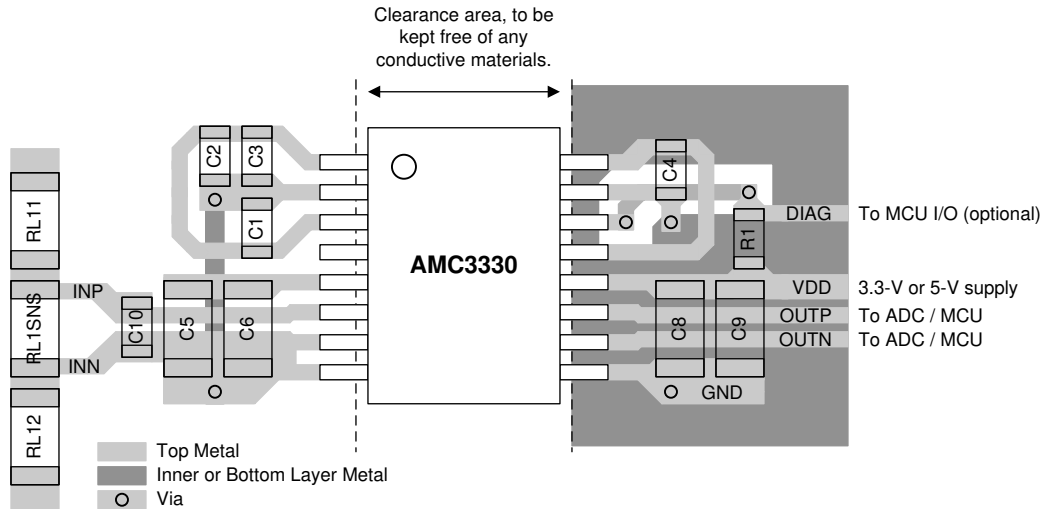 Clearance area, to be
kept free of any
conductive materials.
C2
C3
C4
RL11
C1
R1
DIAG
To MCU I/O (optional)
AMC3330
INP
VDD
3.3-V or 5-V supply
RL1SNS
C10
C5
C6
C8
C9
OUTP
To ADC / MCU
OUTN
To ADC / MCU
INN
GND
RL12
Top Metal
Inner or Bottom Layer Metal
Via